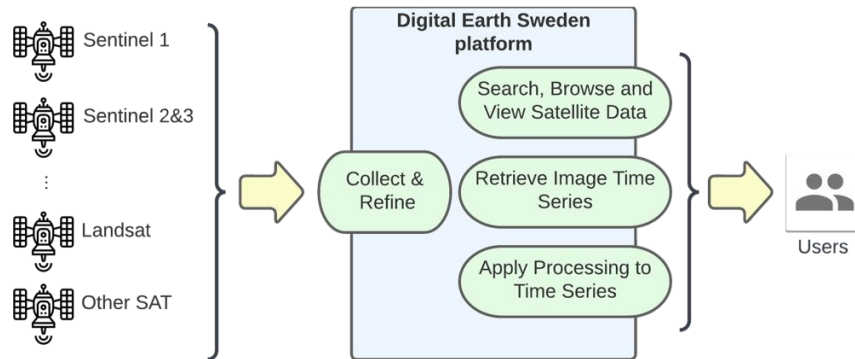 Digital Earth Sweden
platform
Sentinel 1
Sentinel 2&3
...
Landsat
Other SAT
Collect &
Refine
Search, Browse and
View Satellite Data
Retrieve Image Time
Series
Apply Processing to
Time Series
Users